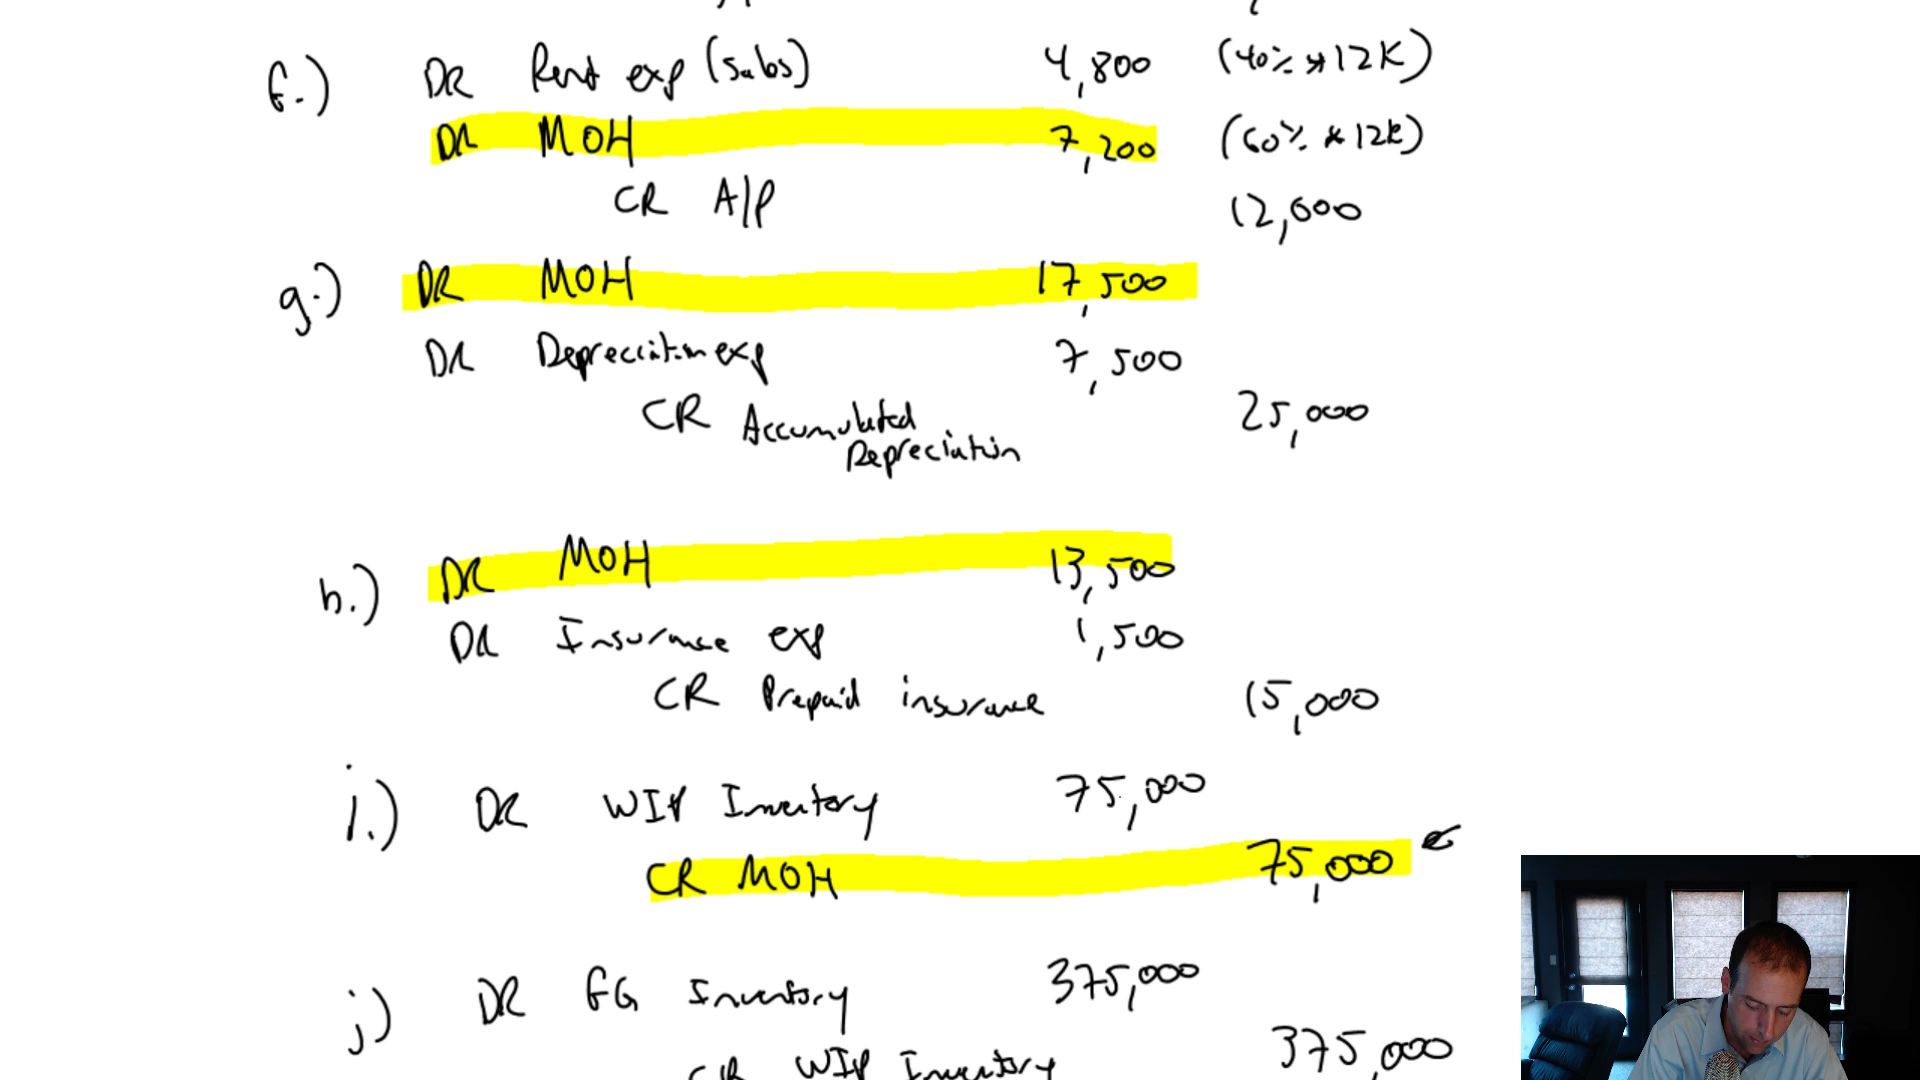 f.) DR Rent exp (sales) 4,800 (40% * 12K)
DR MOH 7,200 (60% * 12K)
CR A/P 12,000
g.) DR MOH 17,500
DR Depreciation exp 7,500
CR Accumulated 25,000
Depreciation
h.) DR MOH 13,500
DR Insurance exp 1,500
CR Prepaid insurance 15,000
i.) DR WIP Inventory 75,000
CR MOH 75,000
j) DR FG Inventory 375,000
CR WIP Inventory 375,000